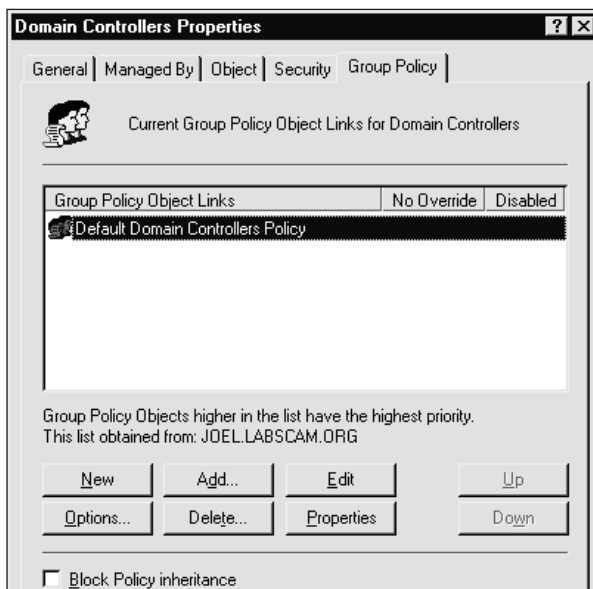 Domain Controllers Properties
General Managed By Object Security Group Policy
Current Group Policy Object Links for Domain Controllers
Group Policy Object Links No Override Disabled
Default Domain Controllers Policy
Group Policy Objects higher in the list have the highest priority.
This list obtained from: JOEL.LABSCAM.ORG
New Add... Edit Up
Options... Delete... Properties Down
Block Policy inheritance